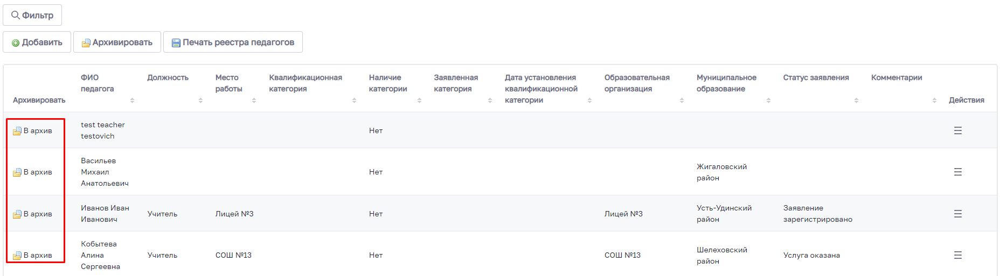 Фильтр
Добавить Архивировать Печать реестра педагогов
Архивировать
ФИО
педагога
Должность
Место
работы
Квалификационная
категория
Наличие
категории
Заявленная
категория
Дата установления
квалификационной
категории
Образовательная
организация
Муниципальное
образование
Статус заявления
Комментарии
Действия
В архив
test teacher
testovich
Нет
В архив
Васильев
Михаил
Анатольевич
Нет
Жигаловский
район
В архив
Иванов Иван
Иванович
Учитель
Лицей №3
Нет
Лицей №3
Усть-Удинский
район
Заявление
зарегистрировано
В архив
Кобытева
Алина
Сергеевна
Учитель
СОШ №13
Нет
СОШ №13
Шелеховский
район
Услуга оказана